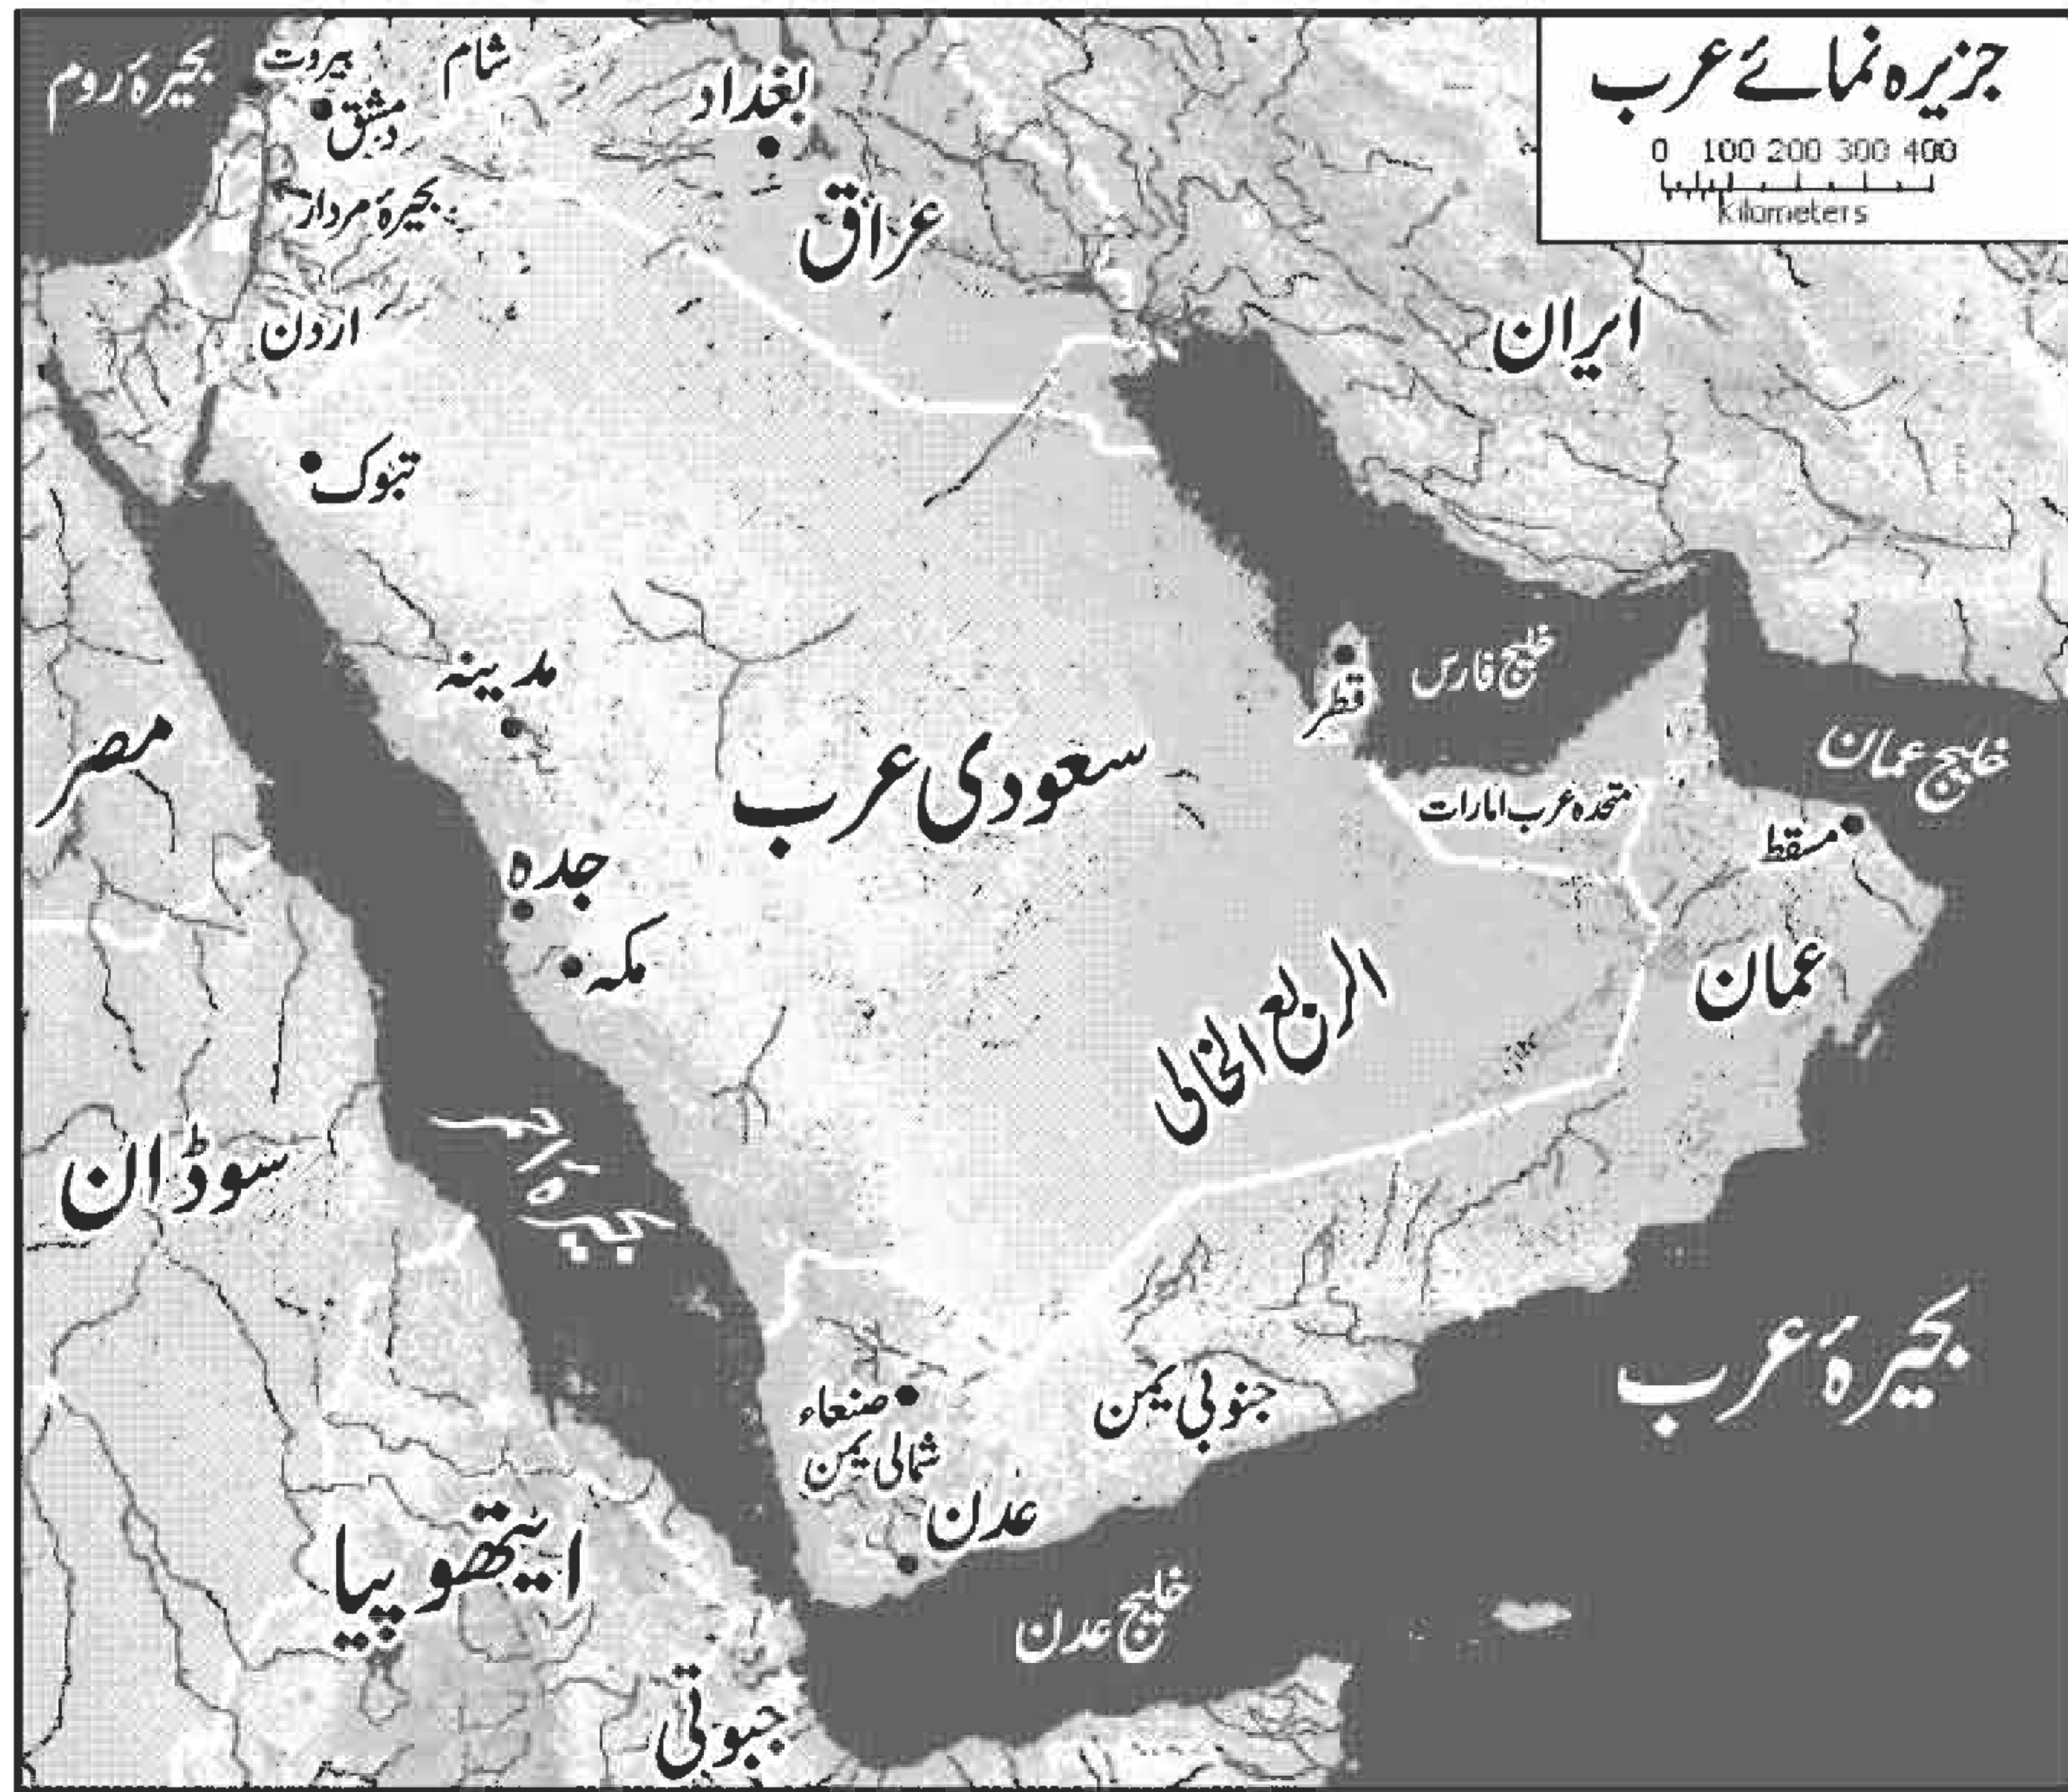 جزیرہ نمائے عرب
0 100 200 300 400
kilometers
بحیرۂ روم
بیروت
شام
دمشق
بغداد
بحیرۂ مردار
عراق
اردن
ایران
تبوک
مدینہ
خلیج فارس
قطر
مصر
سعودی عرب
خلیج عمان
متحدہ عرب امارات
مسقط
جدہ
مکہ
عمان
الربع الخالی
بحیرۂ احمر
سوڈان
بحیرۂ عرب
صنعاء
جنوبی یمن
شمالی یمن
عدن
ایتھوپیا
خلیج عدن
جبوتی